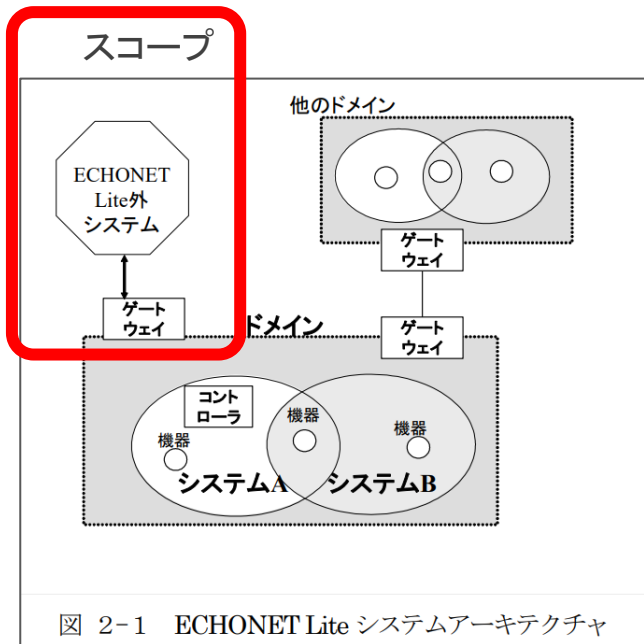 スコープ
他のドメイン
ECHONET
Lite外
システム
ゲート
ウェイ
ゲート
ウェイ
ドメイン
ゲート
ウェイ
コント
ローラ
機器
機器
機器
システムA
システムB
図 2-1 ECHONET Lite システムアーキテクチャ